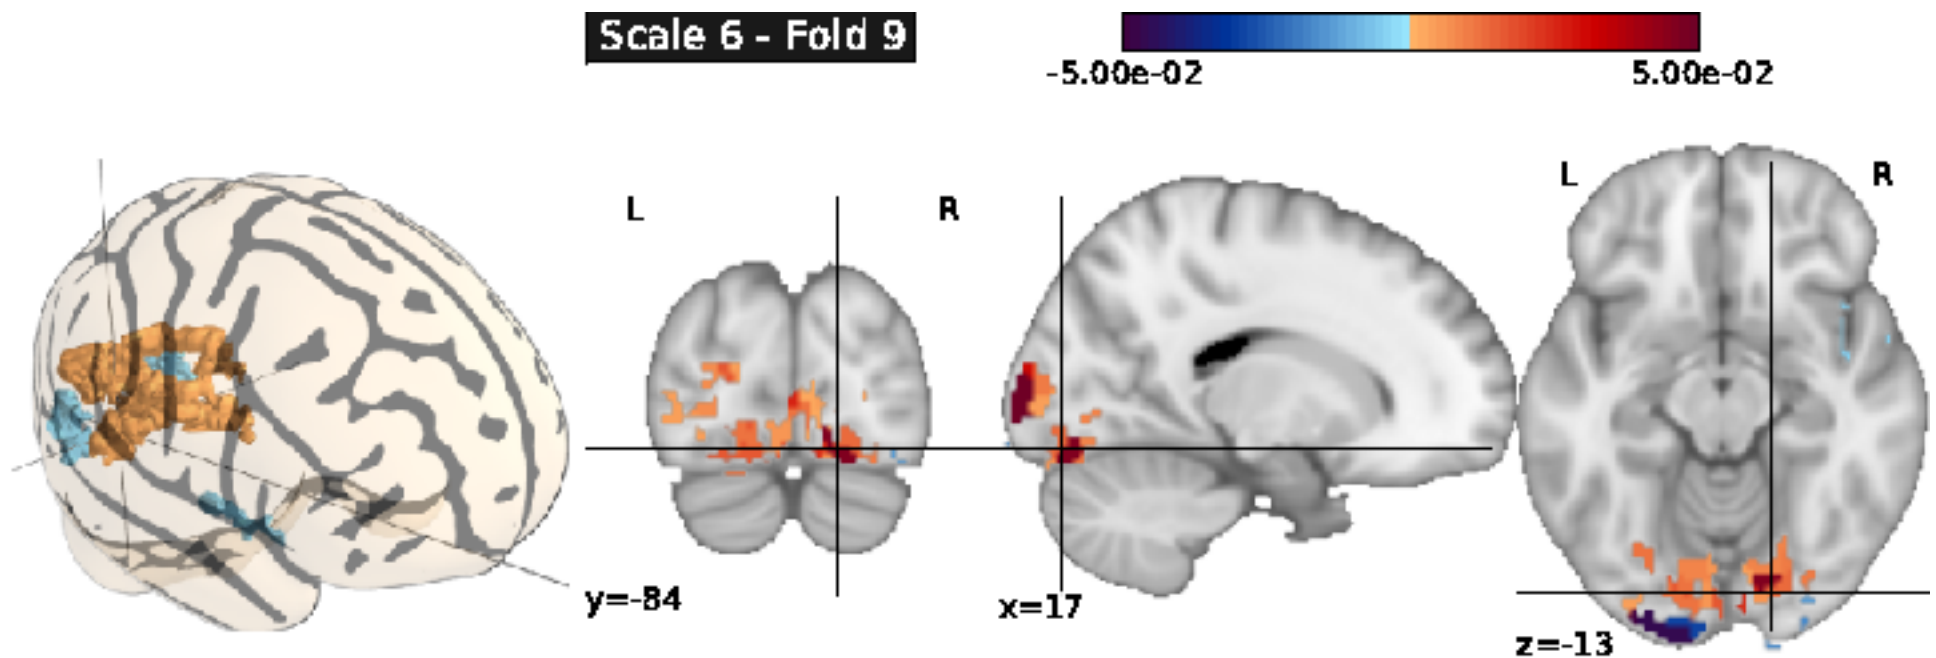 Scale 6 - Fold 9
-5.00e-02 5.00e-02
L R L R
y=-84 x=17 z=-13